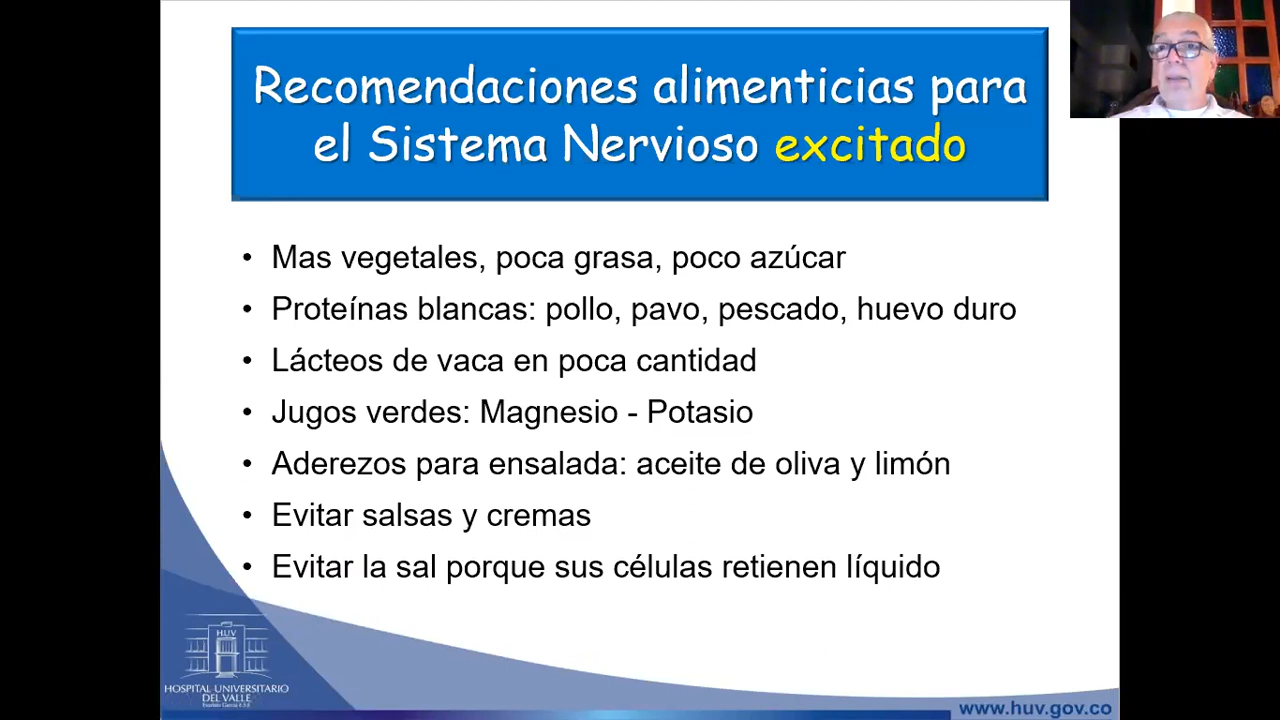 Recomendaciones alimenticias para
el Sistema Nervioso excitado
• Mas vegetales, poca grasa, poco azúcar
• Proteínas blancas: pollo, pavo, pescado, huevo duro
• Lácteos de vaca en poca cantidad
• Jugos verdes: Magnesio - Potasio
• Aderezos para ensalada: aceite de oliva y limón
• Evitar salsas y cremas
• Evitar la sal porque sus células retienen líquido
HUV
HOSPITAL UNIVERSITARIO
DEL VALLE
Evaristo García
www.huv.gov.co